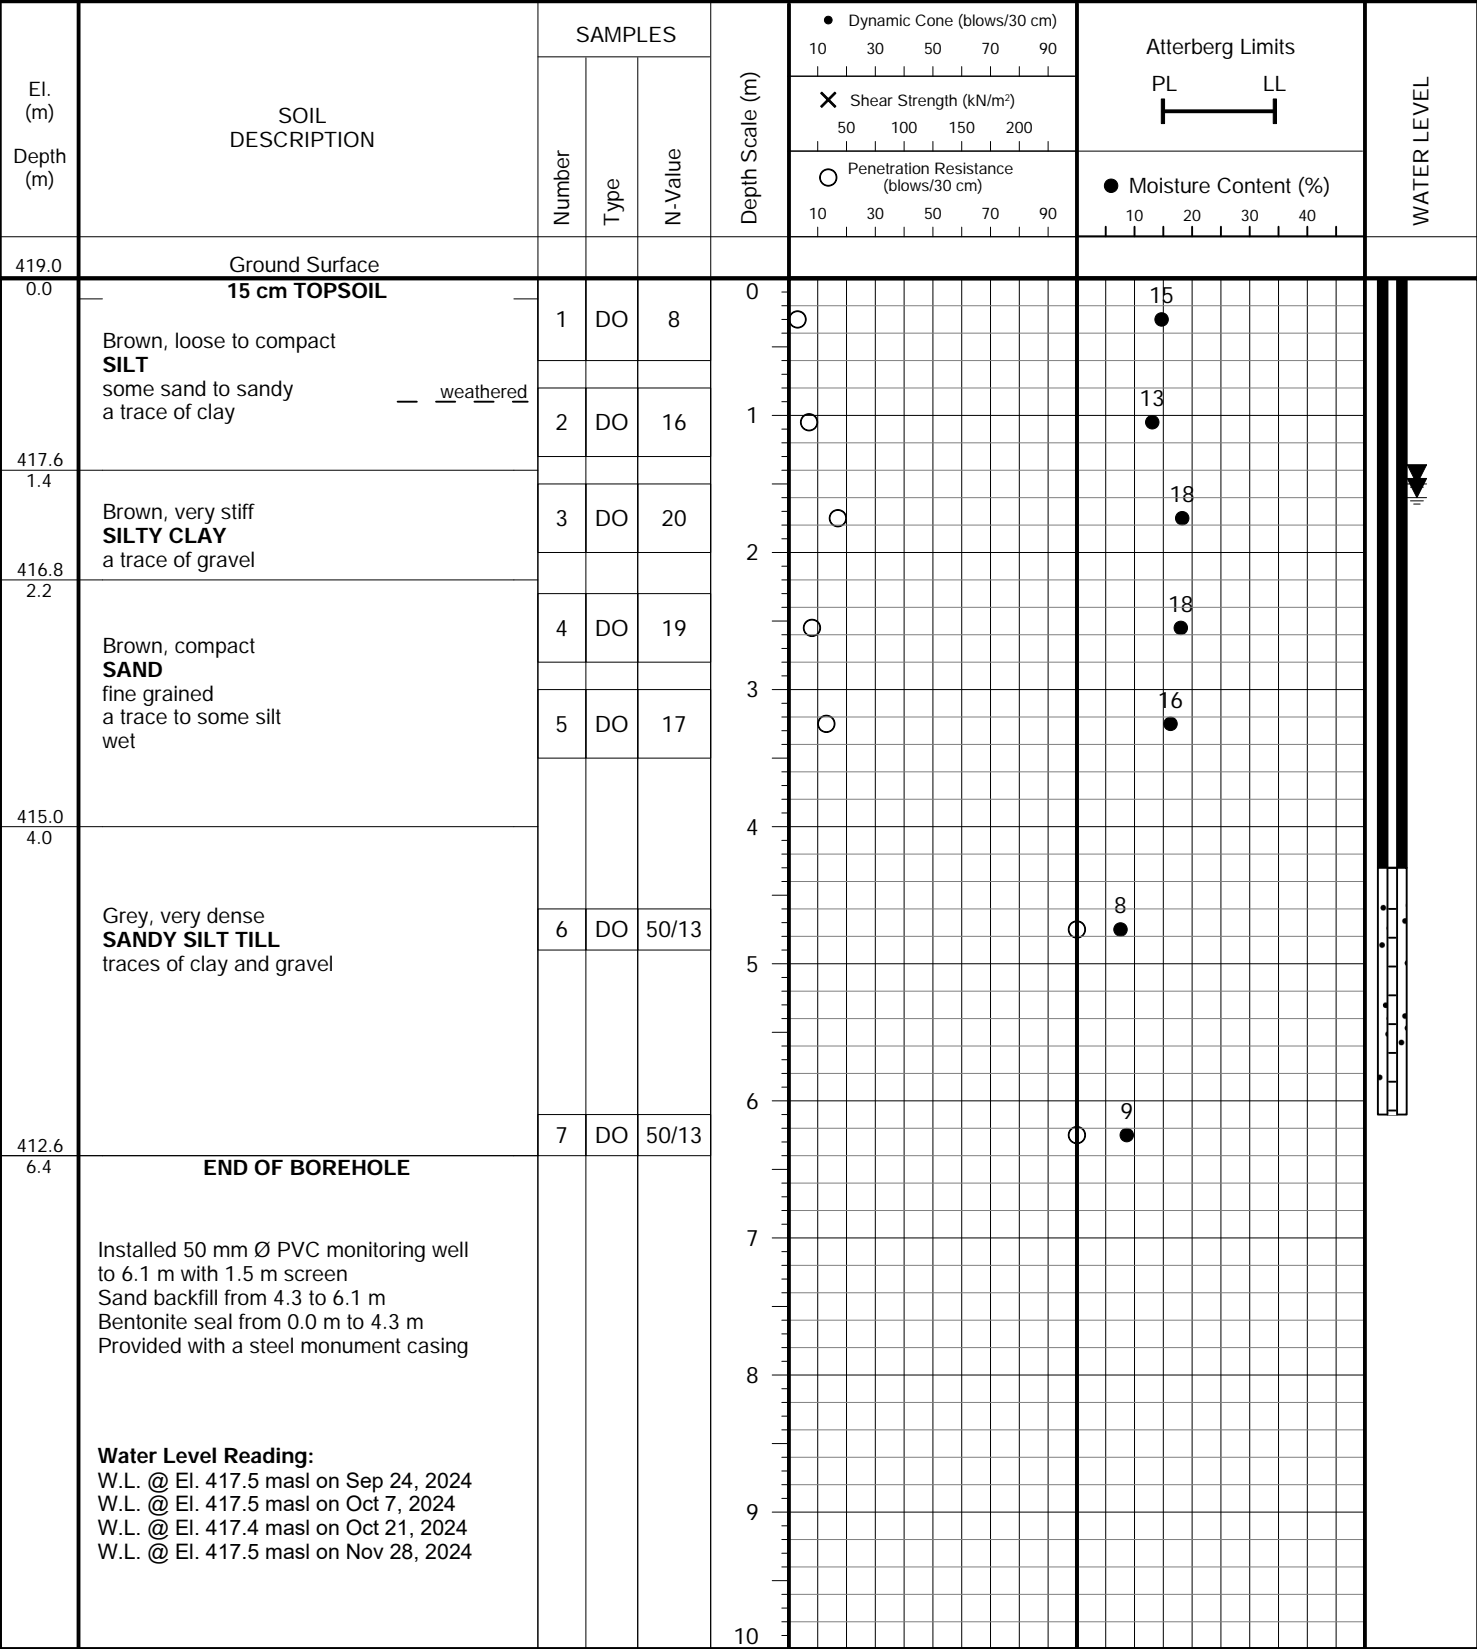 El.
(m)
Depth
(m)
SOIL
DESCRIPTION
SAMPLES
Number
Type
N-Value
Depth Scale (m)
Dynamic Cone (blows/30 cm)
10 30 50 70 90
Shear Strength (kN/m²)
50 100 150 200
Penetration Resistance
(blows/30 cm)
10 30 50 70 90
Atterberg Limits
PL LL
Moisture Content (%)
10 20 30 40
WATER LEVEL
419.0 Ground Surface
0.0 15 cm TOPSOIL 0
15
1 DO 8
Brown, loose to compact
SILT
some sand to sandy
weathered
a trace of clay
13
2 DO 16 1
417.6
1.4
18
Brown, very stiff
SILTY CLAY
a trace of gravel
3 DO 20
2
416.8
2.2
18
4 DO 19
Brown, compact
SAND
fine grained
a trace to some silt
wet
3
16
5 DO 17
415.0
4.0
4
8
Grey, very dense
SANDY SILT TILL
traces of clay and gravel
6 DO 50/13
5
6
9
7 DO 50/13
412.6
6.4 END OF BOREHOLE
7
Installed 50 mm Ø PVC monitoring well
to 6.1 m with 1.5 m screen
Sand backfill from 4.3 to 6.1 m
Bentonite seal from 0.0 m to 4.3 m
Provided with a steel monument casing
8
Water Level Reading:
W.L. @ El. 417.5 masl on Sep 24, 2024
W.L. @ El. 417.5 masl on Oct 7, 2024
9
W.L. @ El. 417.4 masl on Oct 21, 2024
W.L. @ El. 417.5 masl on Nov 28, 2024
10